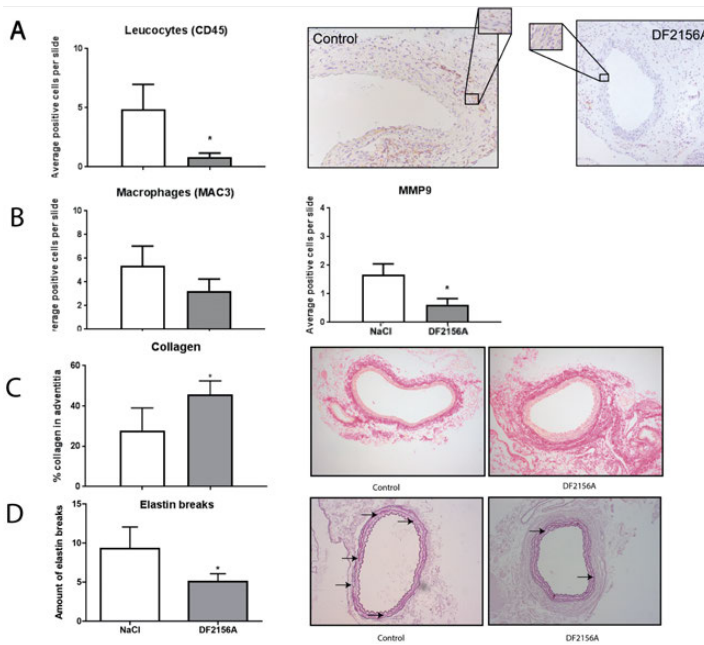 A
Leucocytes (CD45)
Average positive cells per slide
10
5
0
*
Control
DF2156A
B
Macrophages (MAC3)
erage positive cells per slide
8
6
4
2
0
MMP9
Average positive cells per slide
4
3
2
1
0
*
NaCl
DF2156A
C
Collagen
% collagen in adventitia
60
40
20
0
*
Control
DF2156A
D
Elastin breaks
Amount of elastin breaks
15
10
5
0
*
NaCl
DF2156A
Control
DF2156A